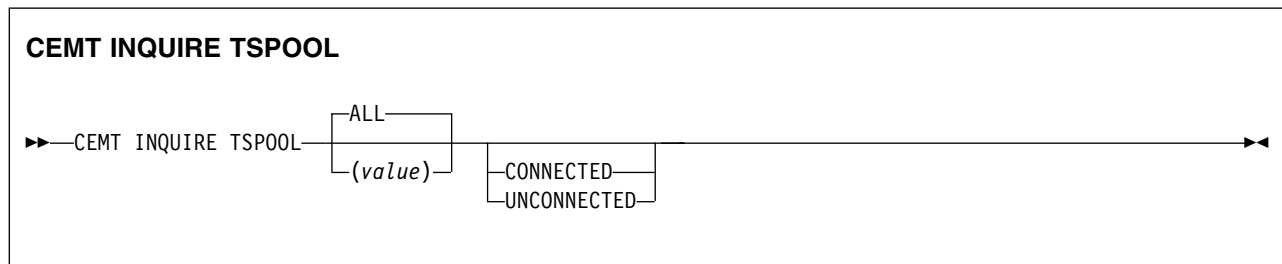 CEMT INQUIRE TSPOOL
ALL
CEMT INQUIRE TSPOOL
(value)
CONNECTED
UNCONNECTED